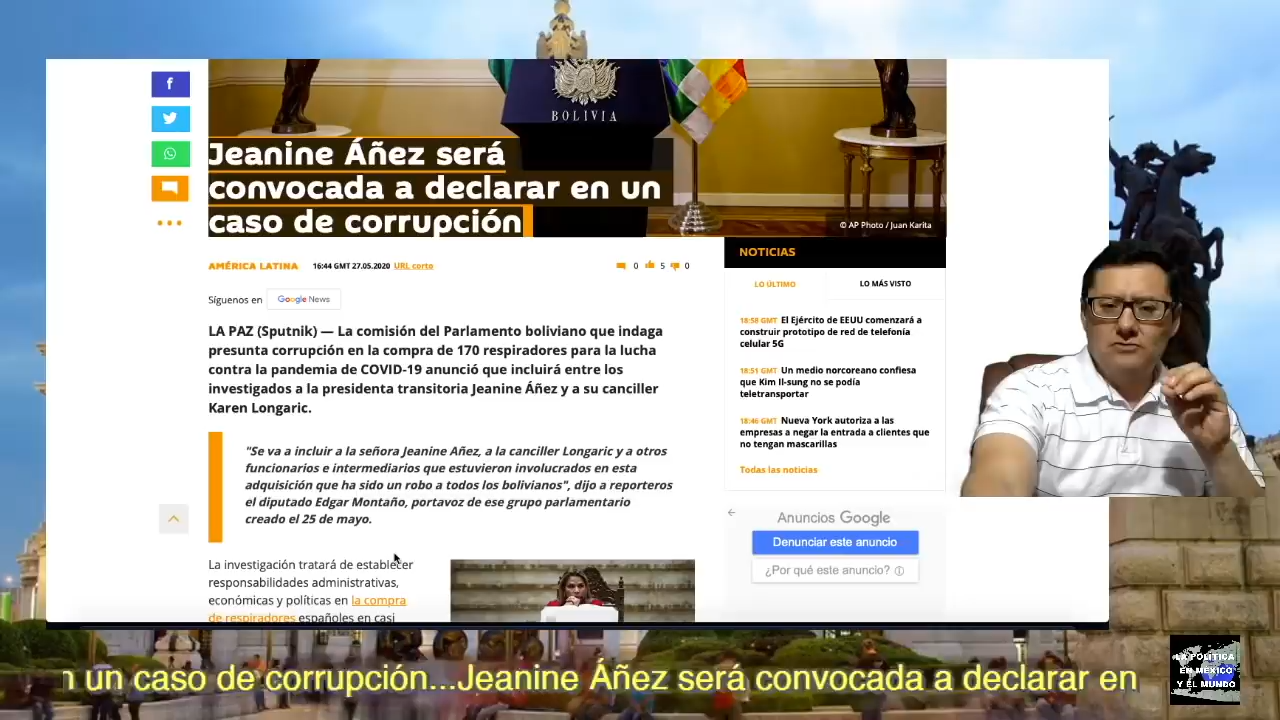 BOLIVIA
Jeanine Áñez será
convocada a declarar en un
caso de corrupción
© AP Photo / Juan Karita
AMÉRICA LATINA 16:44 GMT 27.05.2020 URL corto
0 5 0
Síguenos en Google News
LA PAZ (Sputnik) — La comisión del Parlamento boliviano que indaga
presunta corrupción en la compra de 170 respiradores para la lucha
contra la pandemia de COVID-19 anunció que incluirá entre los
investigados a la presidenta transitoria Jeanine Áñez y a su canciller
Karen Longaric.
"Se va a incluir a la señora Jeanine Añez, a la canciller Longaric y a otros
funcionarios e intermediarios que estuvieron involucrados en esta
adquisición que ha sido un robo a todos los bolivianos", dijo a reporteros
el diputado Edgar Montaño, portavoz de ese grupo parlamentario
creado el 25 de mayo.
La investigación tratará de establecer
responsabilidades administrativas,
económicas y políticas en la compra
de respiradores españoles en casi
NOTICIAS
LO ÚLTIMO LO MÁS VISTO
18:58 GMT El Ejército de EEUU comenzará a
construir prototipo de red de telefonía
celular 5G
18:51 GMT Un medio norcoreano confiesa
que Kim Il-sung no se podía
teletransportar
18:46 GMT Nueva York autoriza a las
empresas a negar la entrada a clientes que
no tengan mascarillas
Todas las noticias
Anuncios Google
Denunciar este anuncio
¿Por qué este anuncio?
n un caso de corrupción...Jeanine Áñez será convocada a declarar en
LA POLÍTICA
EN MÉXICO
Y EL MUNDO